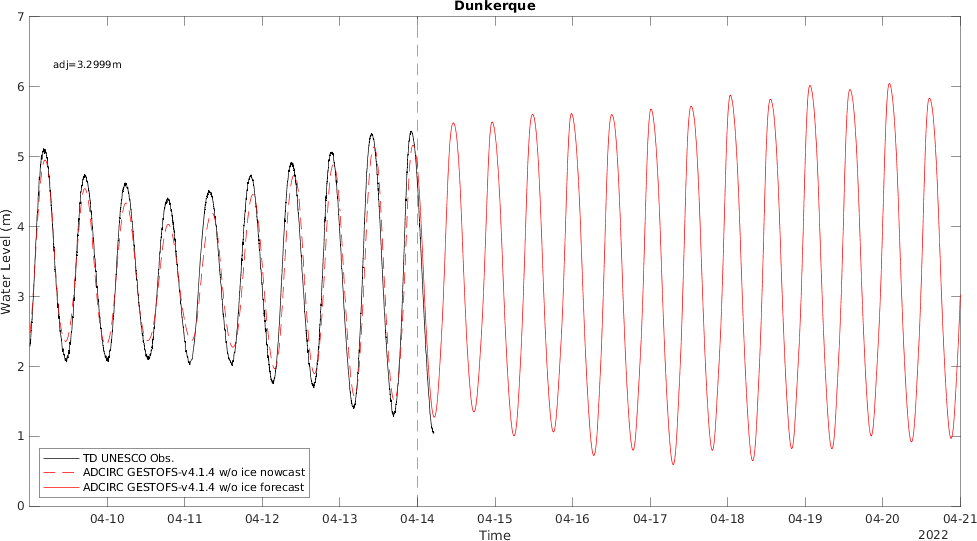 Dunkerque
adj=3.2999m
Water Level (m)
7
6
5
4
3
2
1
0
TD UNESCO Obs.
ADCIRC GESTOFS-v4.1.4 w/o ice nowcast
ADCIRC GESTOFS-v4.1.4 w/o ice forecast
04-10 04-11 04-12 04-13 04-14 04-15 04-16 04-17 04-18 04-19 04-20 04-21
Time
2022